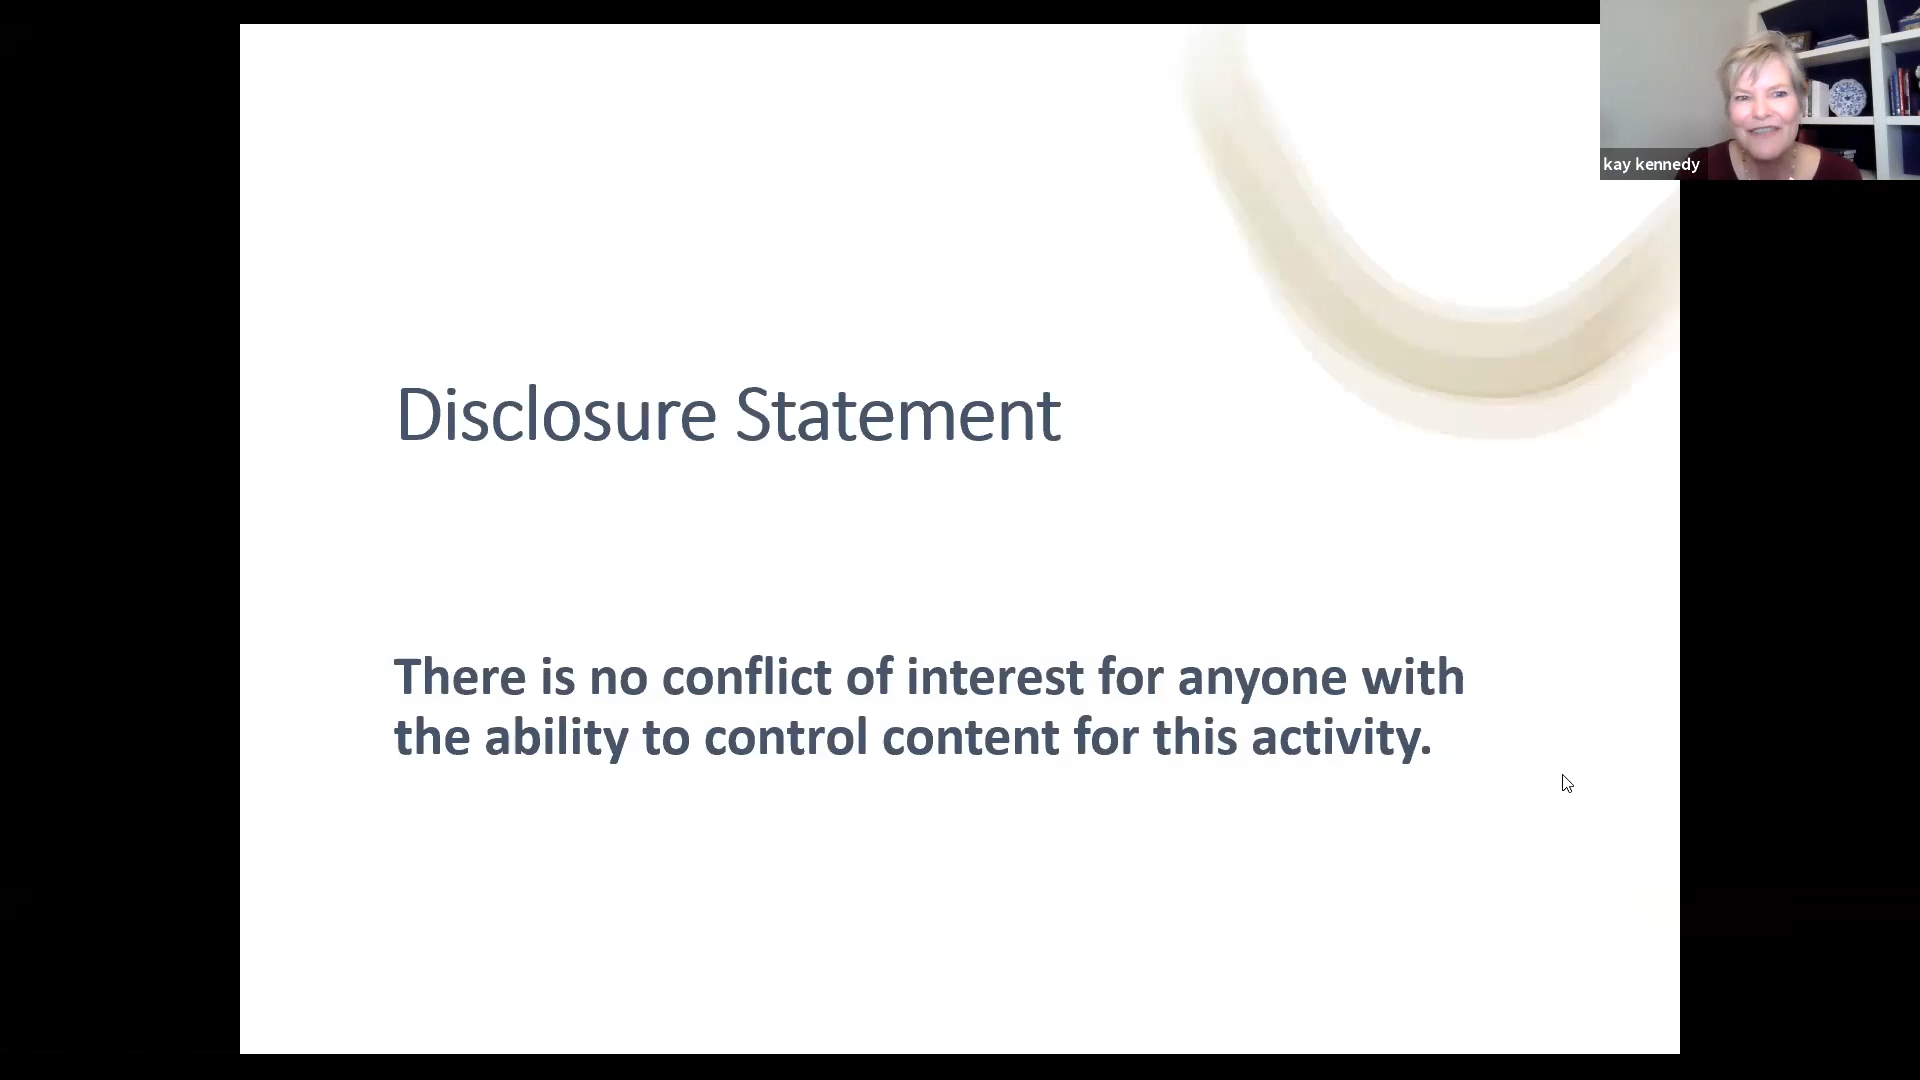 kay kennedy
Disclosure Statement
There is no conflict of interest for anyone with
the ability to control content for this activity.